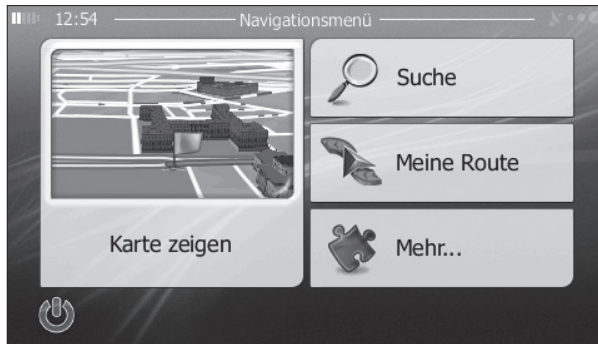 12:54 Navigationsmenü
Suche
Meine Route
Karte zeigen
Mehr...